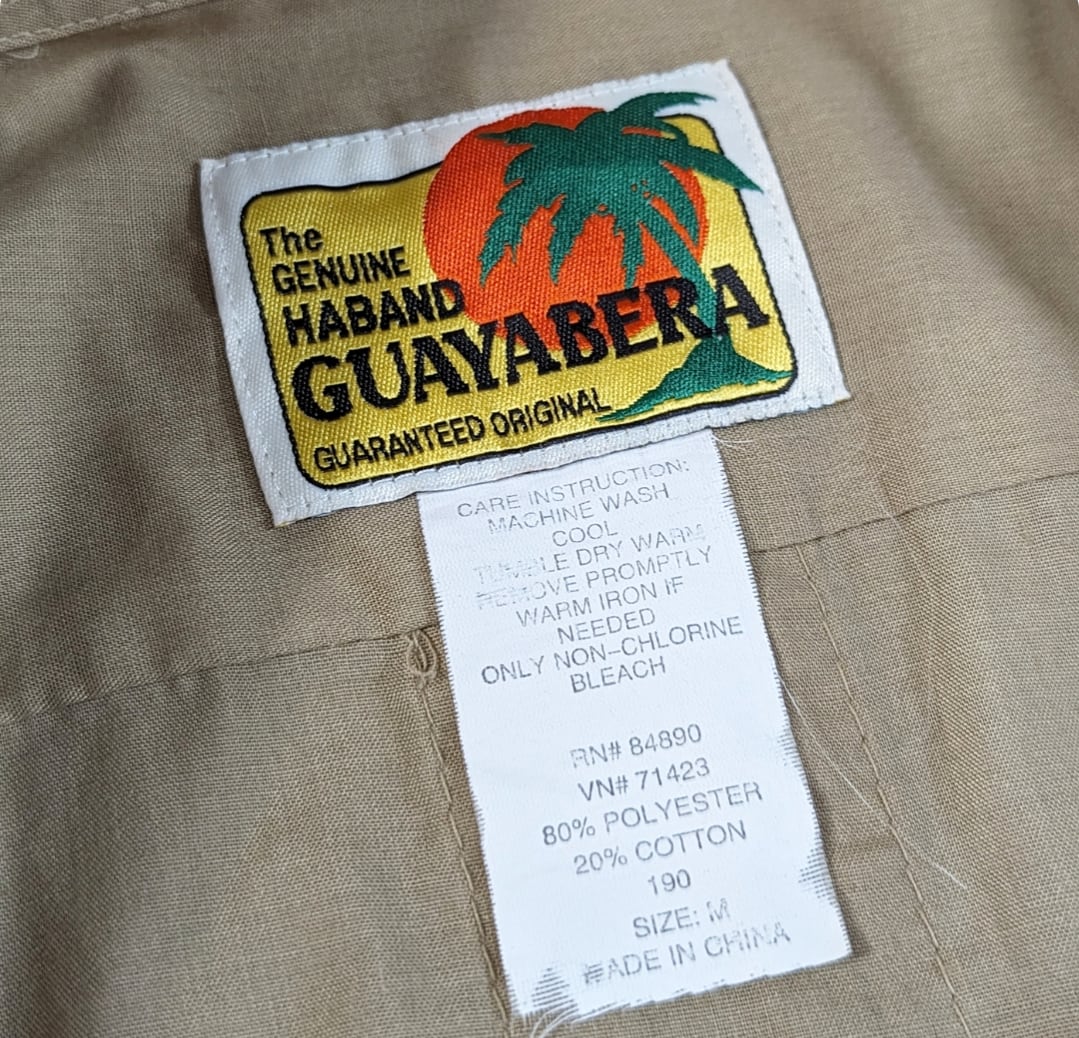 The
GENUINE
HABAND
GUAYABERA
GUARANTEED ORIGINAL
CARE INSTRUCTION:
MACHINE WASH
COOL
TUMBLE DRY WARM
REMOVE PROMPTLY
WARM IRON IF
NEEDED
ONLY NON-CHLORINE
BLEACH
RN# 84890
VN# 71423
80% POLYESTER
20% COTTON
190
SIZE: M
MADE IN CHINA